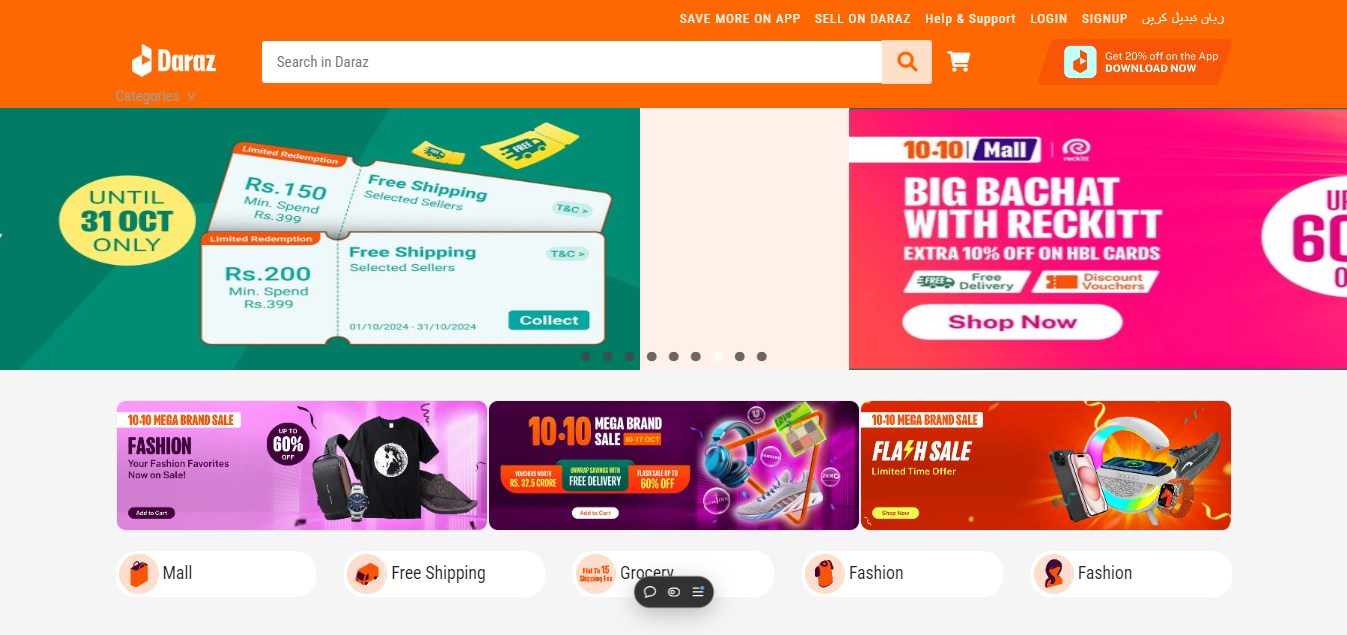 SAVE MORE ON APP SELL ON DARAZ Help & Support LOGIN SIGNUP زبان تبدیل کریں
Daraz
Search in Daraz
Get 20% off on the App
DOWNLOAD NOW
Categories
UNTIL
31 OCT
ONLY
Limited Redemption
Rs.150
Min. Spend
Rs.399
Free Shipping
Selected Sellers
T&C >
FREE
Limited Redemption
Rs.200
Min. Spend
Rs.399
Free Shipping
Selected Sellers
T&C >
01/10/2024 - 31/10/2024
Collect
10·10 Mall reckitt
BIG BACHAT
WITH RECKITT
EXTRA 10% OFF ON HBL CARDS
FREE Free Delivery
Discount Vouchers
Shop Now
UP
60
O
10·10 MEGA BRAND SALE
FASHION
Your Fashion Favorites
Now on Sale!
Add to Cart
UP TO
60%
OFF
10·10 MEGA BRAND SALE
10-17 OCT
VOUCHERS WORTH
RS. 32.5 CRORE
UNWRAP SAVINGS WITH
FREE DELIVERY
FLASH SALE UP TO
60% OFF
Add to Cart
10·10 MEGA BRAND SALE
FLASH SALE
Limited Time Offer
Shop Now
Mall
Free Shipping
Flat Tk 15
Shipping Fee
Grocery
Fashion
Fashion